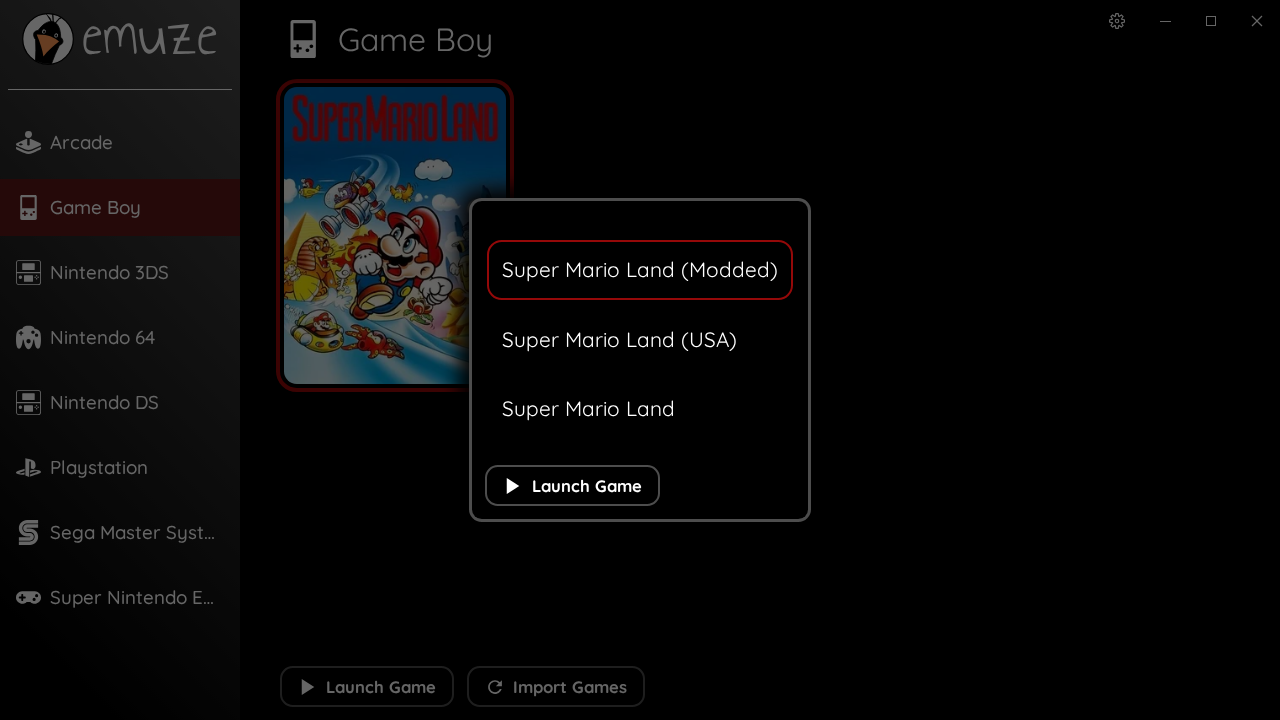 emuze
Game Boy
Arcade
Game Boy
Nintendo 3DS
Nintendo 64
Nintendo DS
Playstation
Sega Master Syst...
Super Nintendo E...
SUPER MARIO LAND
Super Mario Land (Modded)
Super Mario Land (USA)
Super Mario Land
Launch Game
Launch Game
Import Games